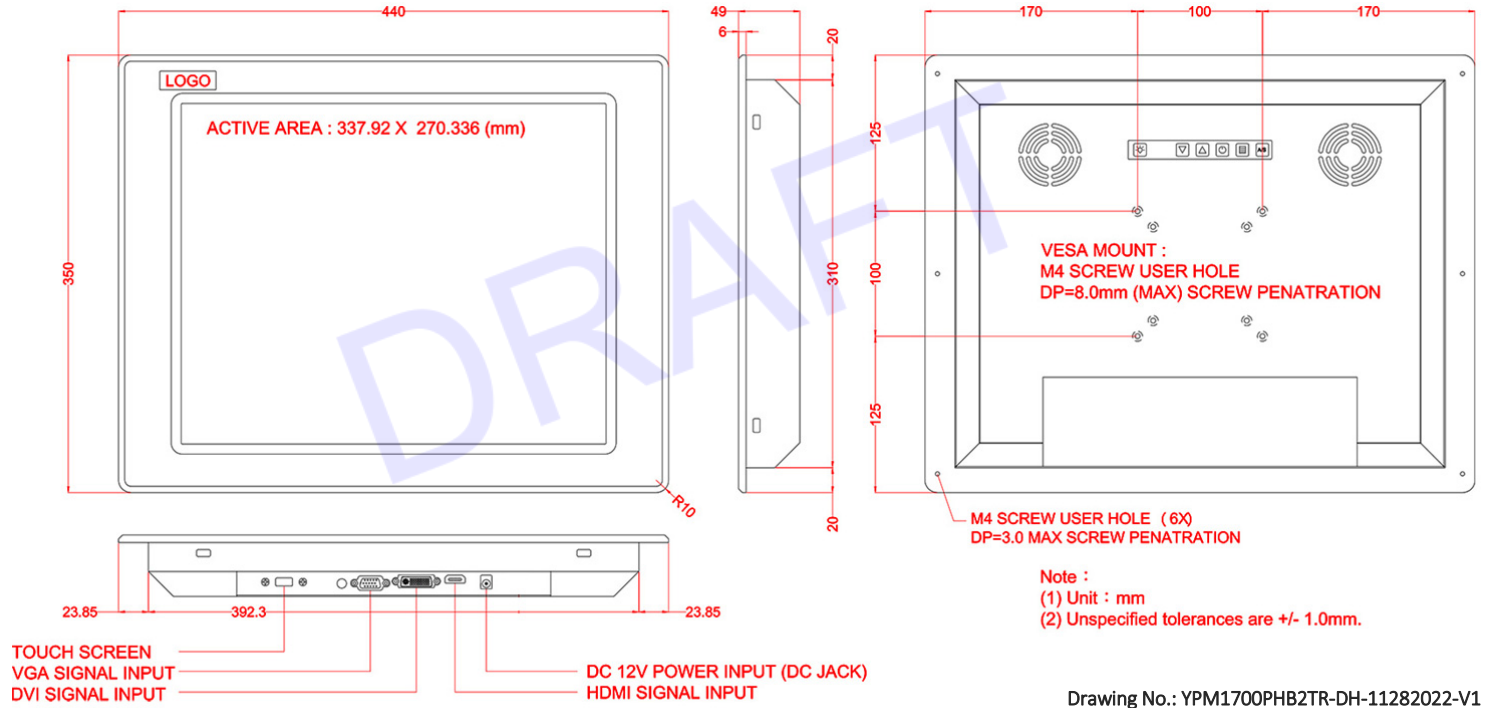 440
49
6
20
170
100
170
LOGO
ACTIVE AREA : 337.92 X 270.336 (mm)
350
310
20
R10
125
100
125
A/S
VESA MOUNT :
M4 SCREW USER HOLE
DP=8.0mm (MAX) SCREW PENATRATION
DRAFT
M4 SCREW USER HOLE ( 6X)
DP=3.0 MAX SCREW PENATRATION
Note :
(1) Unit : mm
(2) Unspecified tolerances are +/- 1.0mm.
23.85
392.3
23.85
TOUCH SCREEN
VGA SIGNAL INPUT
DVI SIGNAL INPUT
DC 12V POWER INPUT (DC JACK)
HDMI SIGNAL INPUT
Drawing No.: YPM1700PHB2TR-DH-11282022-V1